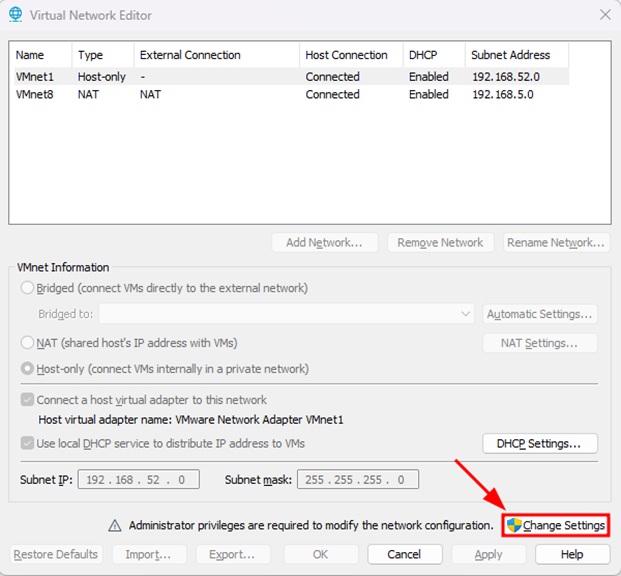 Virtual Network Editor
Name Type External Connection Host Connection DHCP Subnet Address
VMnet1 Host-only - Connected Enabled 192.168.52.0
VMnet8 NAT NAT Connected Enabled 192.168.5.0
Add Network... Remove Network Rename Network...
VMnet Information
Bridged (connect VMs directly to the external network)
Bridged to: Automatic Settings...
NAT (shared host's IP address with VMs) NAT Settings...
Host-only (connect VMs internally in a private network)
Connect a host virtual adapter to this network
Host virtual adapter name: VMware Network Adapter VMnet1
Use local DHCP service to distribute IP address to VMs DHCP Settings...
Subnet IP: 192 . 168 . 52 . 0 Subnet mask: 255 . 255 . 255 . 0
Administrator privileges are required to modify the network configuration. Change Settings
Restore Defaults Import... Export... OK Cancel Apply Help